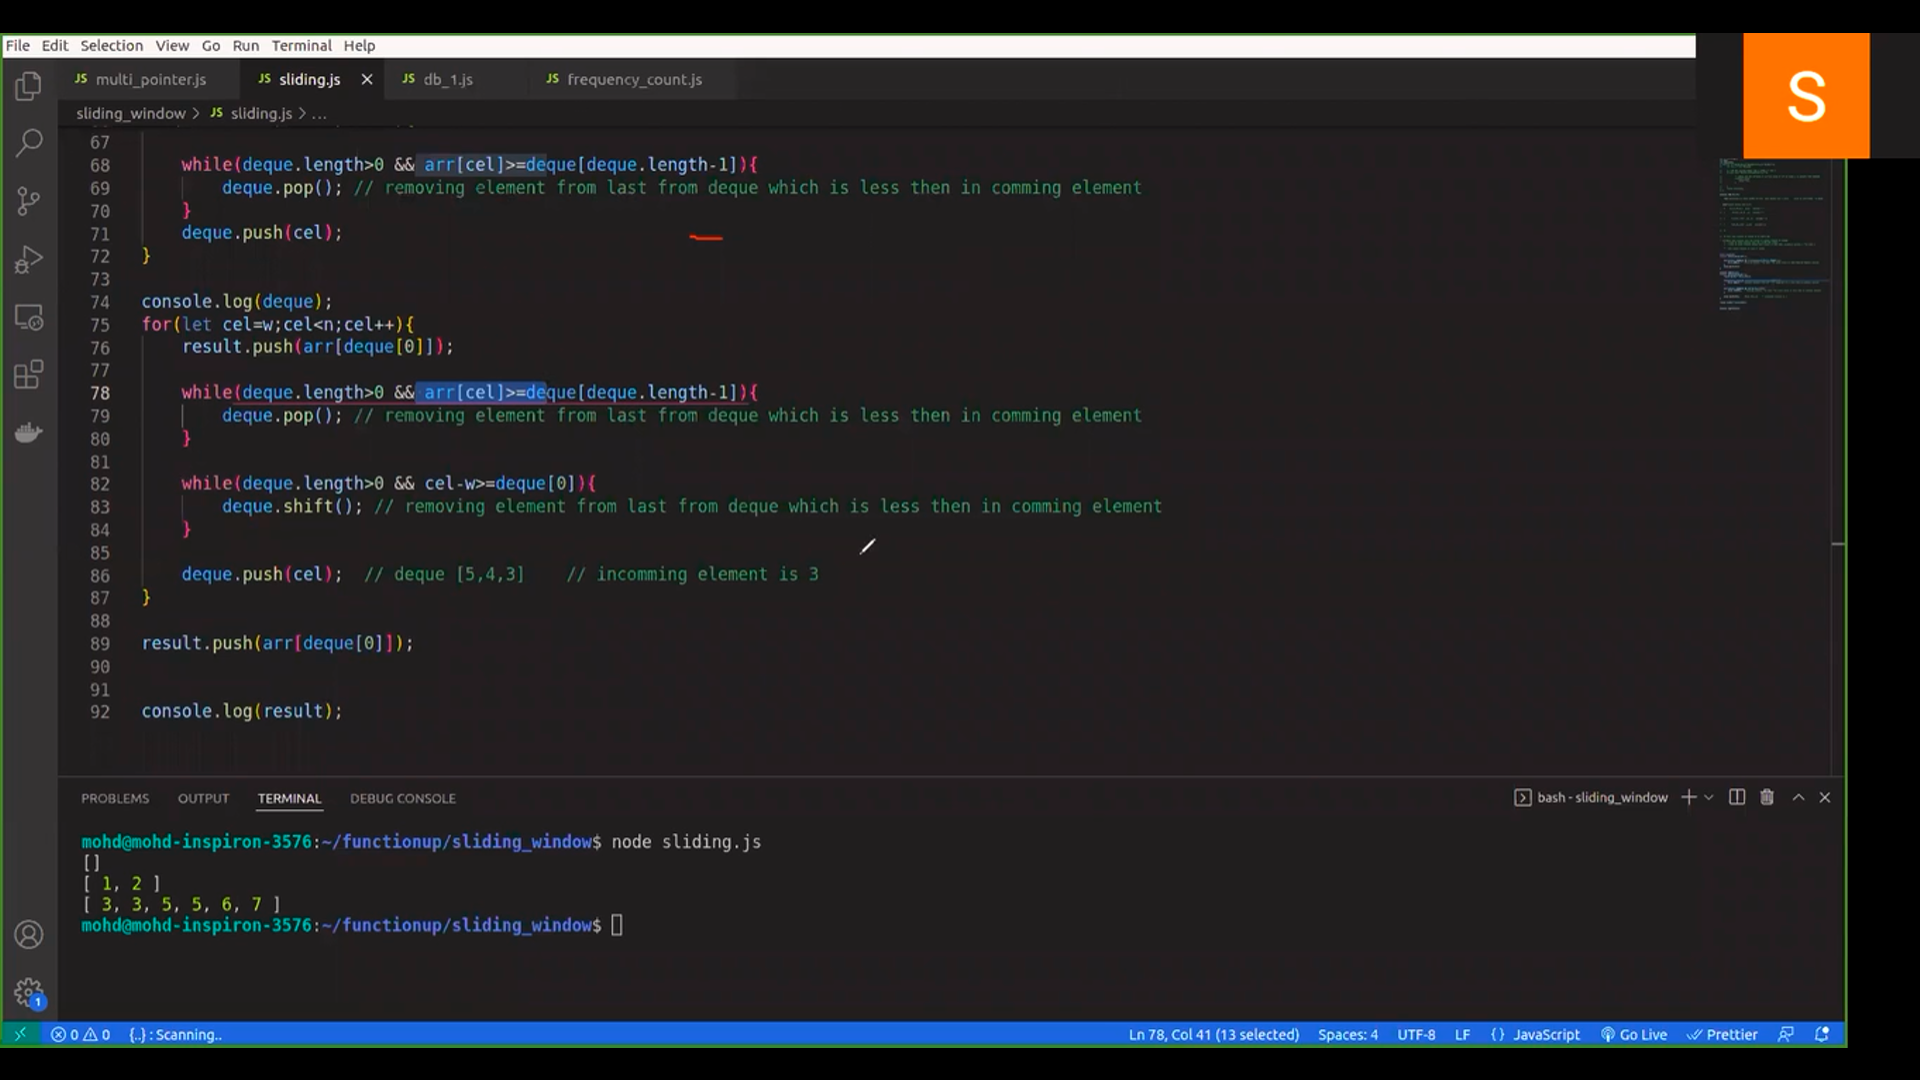 File Edit Selection View Go Run Terminal Help
S
JS multi_pointer.js JS sliding.js JS db_1.js JS frequency_count.js
sliding_window > JS sliding.js > ...
67
68 while(deque.length>0 && arr[cel]>=deque[deque.length-1]){
69 deque.pop(); // removing element from last from deque which is less then in comming element
70 }
71 deque.push(cel);
72 }
73
74 console.log(deque);
75 for(let cel=w;cel<n;cel++){
76 result.push(arr[deque[0]]);
77
78 while(deque.length>0 && arr[cel]>=deque[deque.length-1]){
79 deque.pop(); // removing element from last from deque which is less then in comming element
80 }
81
82 while(deque.length>0 && cel-w>=deque[0]){
83 deque.shift(); // removing element from last from deque which is less then in comming element
84 }
85
86 deque.push(cel); // deque [5,4,3] // incomming element is 3
87 }
88
89 result.push(arr[deque[0]]);
90
91
92 console.log(result);
PROBLEMS OUTPUT TERMINAL DEBUG CONSOLE bash - sliding_window
mohd@mohd-inspiron-3576:~/functionup/sliding_window$ node sliding.js
[]
[ 1, 2 ]
[ 3, 3, 5, 5, 6, 7 ]
mohd@mohd-inspiron-3576:~/functionup/sliding_window$
1
0 0 {..} : Scanning.. Ln 78, Col 41 (13 selected) Spaces: 4 UTF-8 LF {} JavaScript Go Live Prettier